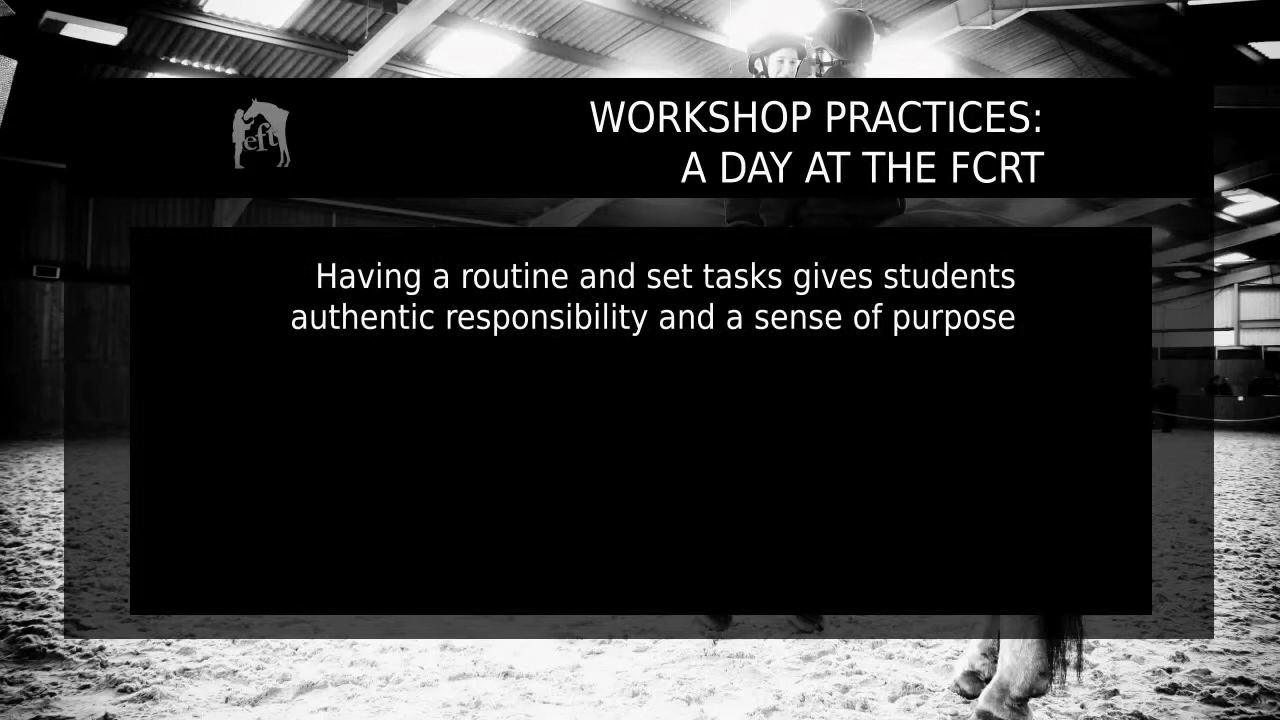 eft
WORKSHOP PRACTICES:
A DAY AT THE FCRT
Having a routine and set tasks gives students
authentic responsibility and a sense of purpose